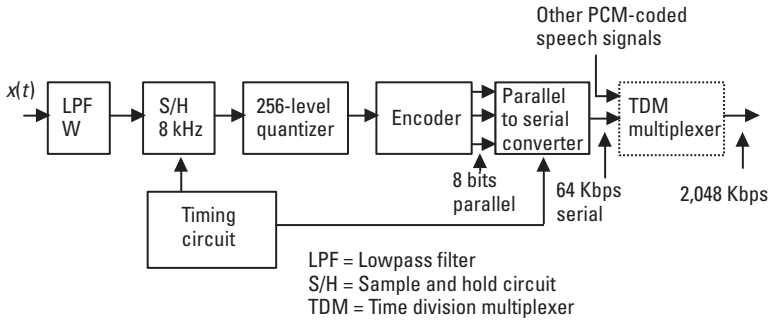 Other PCM-coded
speech signals
x(t)
LPF
W
S/H
8 kHz
256-level
quantizer
Encoder
Parallel
to serial
converter
TDM
multiplexer
8 bits
parallel
64 Kbps
serial
2,048 Kbps
Timing
circuit
LPF = Lowpass filter
S/H = Sample and hold circuit
TDM = Time division multiplexer